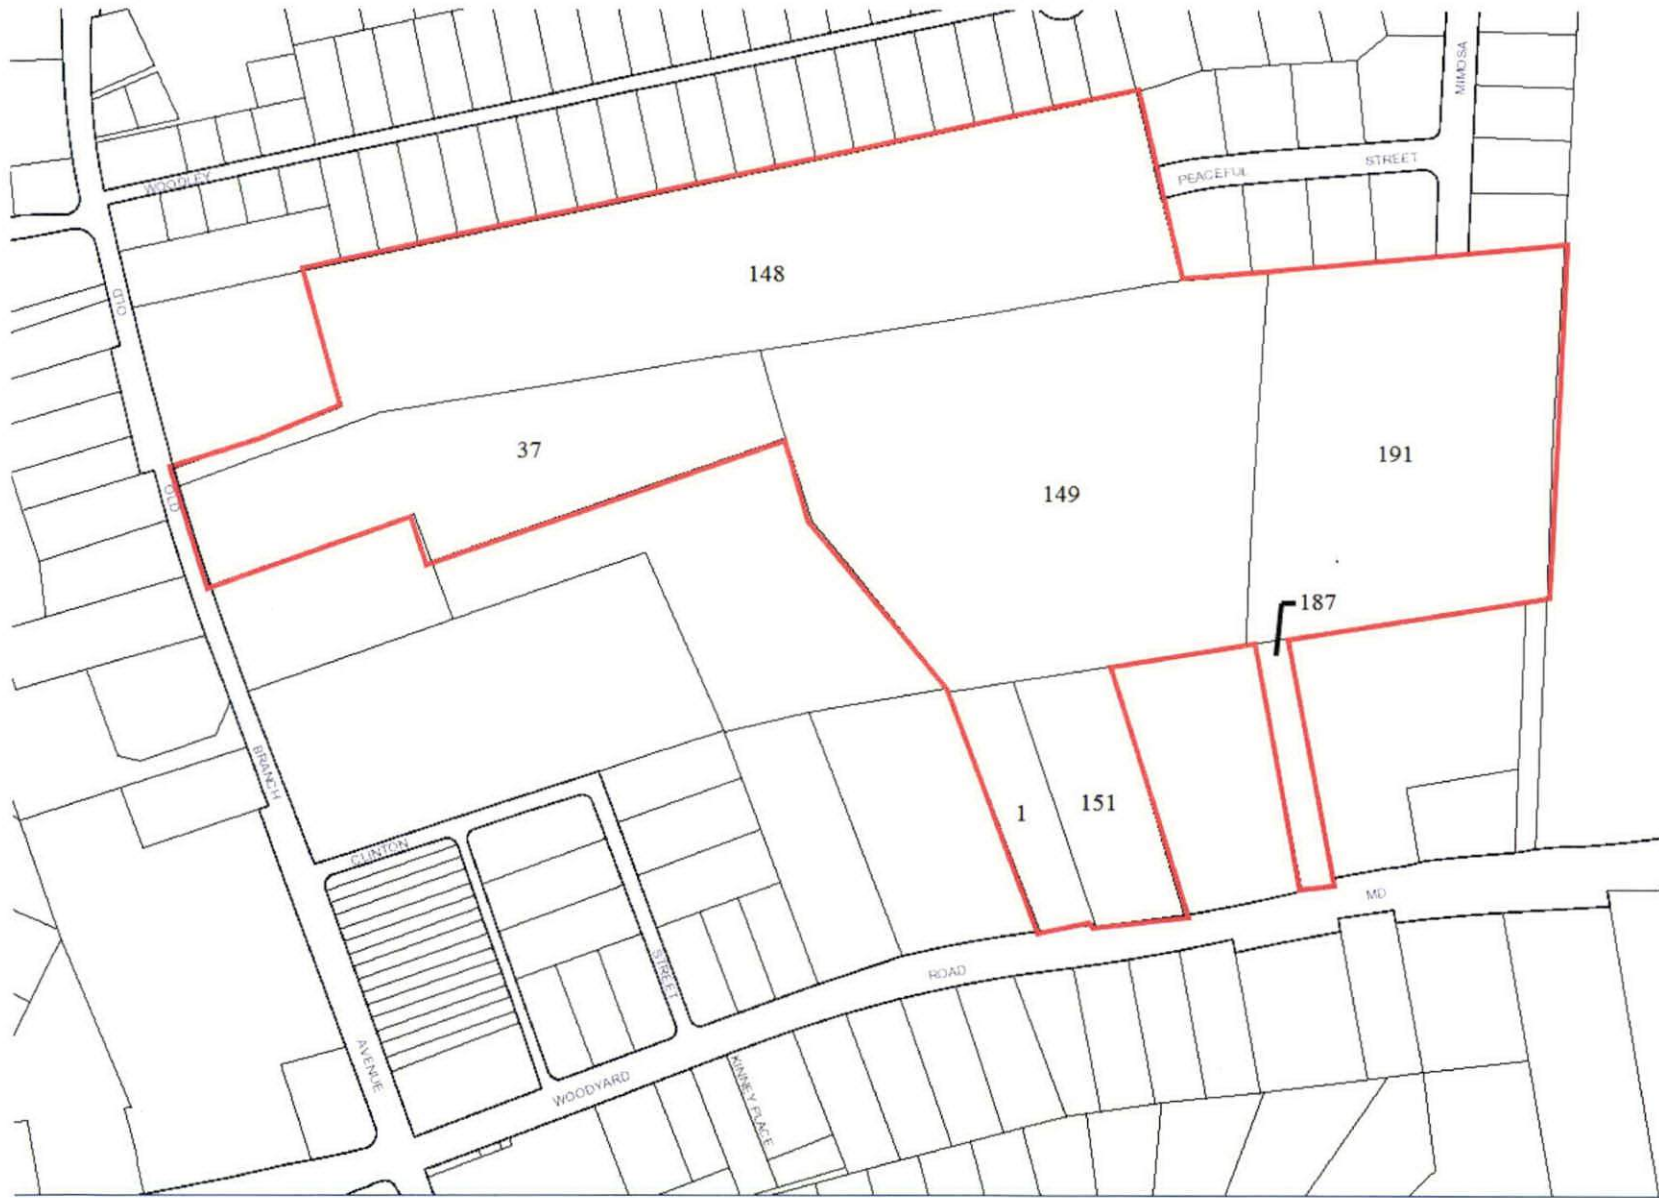 MIMOSA
STREET
PEACEFUL
WOODLEY
148
OLD
37
191
149
OLD
187
BRANCH
1
151
CLINTON
MD
STREET
ROAD
AVENUE
WOODYARD
KINNEY PLACE